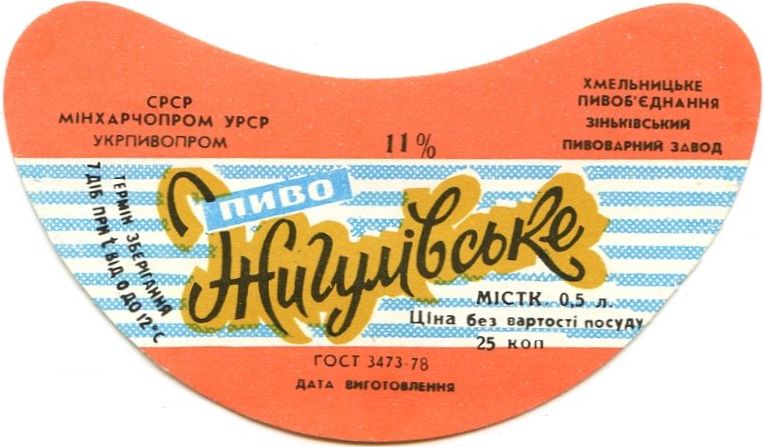 СРСР
МІНХАРЧОПРОМ УРСР
УКРПИВОПРОМ
11%
ХМЕЛЬНИЦЬКЕ
ПИВОБ'ЄДНАННЯ
ЗІНЬКІВСЬКИЙ
ПИВОВАРНИЙ ЗАВОД
ТЕРМІН ЗБЕРІГАННЯ
7 ДІБ ПРИ t ВІД 0 ДО 12°С
ПИВО
Жигулівське
МІСТК. 0,5 л.
Ціна без вартості посуду
25 коп
ГОСТ 3473-78
ДАТА ВИГОТОВЛЕННЯ